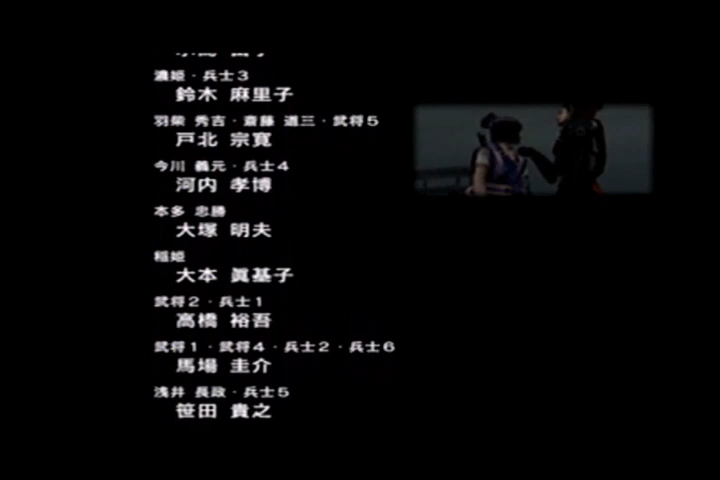 濃姫・兵士3
鈴木 麻里子
羽柴 秀吉・斎藤 道三・武将5
戸北 宗寛
今川 義元・兵士4
河内 孝博
本多 忠勝
大塚 明夫
稲姫
大本 眞基子
武将2・兵士1
高橋 裕吾
武将1・武将4・兵士2・兵士6
馬場 圭介
浅井 長政・兵士5
笹田 貴之